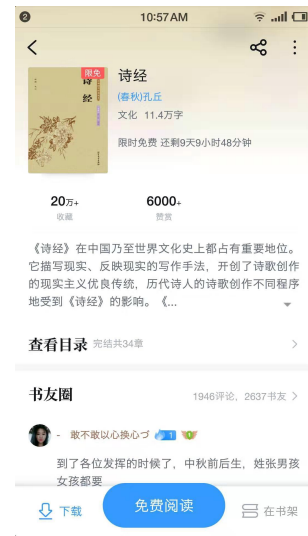 2
10:57AM
限免
诗经
诗经
(春秋)孔丘
文化 11.4万字
限时免费 还剩9天9小时48分钟
20万+
6000+
收藏
赞赏
《诗经》在中国乃至世界文化史上都占有重要地位。
它描写现实、反映现实的写作手法，开创了诗歌创作
的现实主义优良传统，历代诗人的诗歌创作不同程序
地受到《诗经》的影响。《...
查看目录 完结共34章
书友圈
1946评论，2637书友
- 敢不敢以心换心づ 1
到了各位发挥的时候了，中秋前后生，姓张男孩
女孩都要
下载
免费阅读
在书架